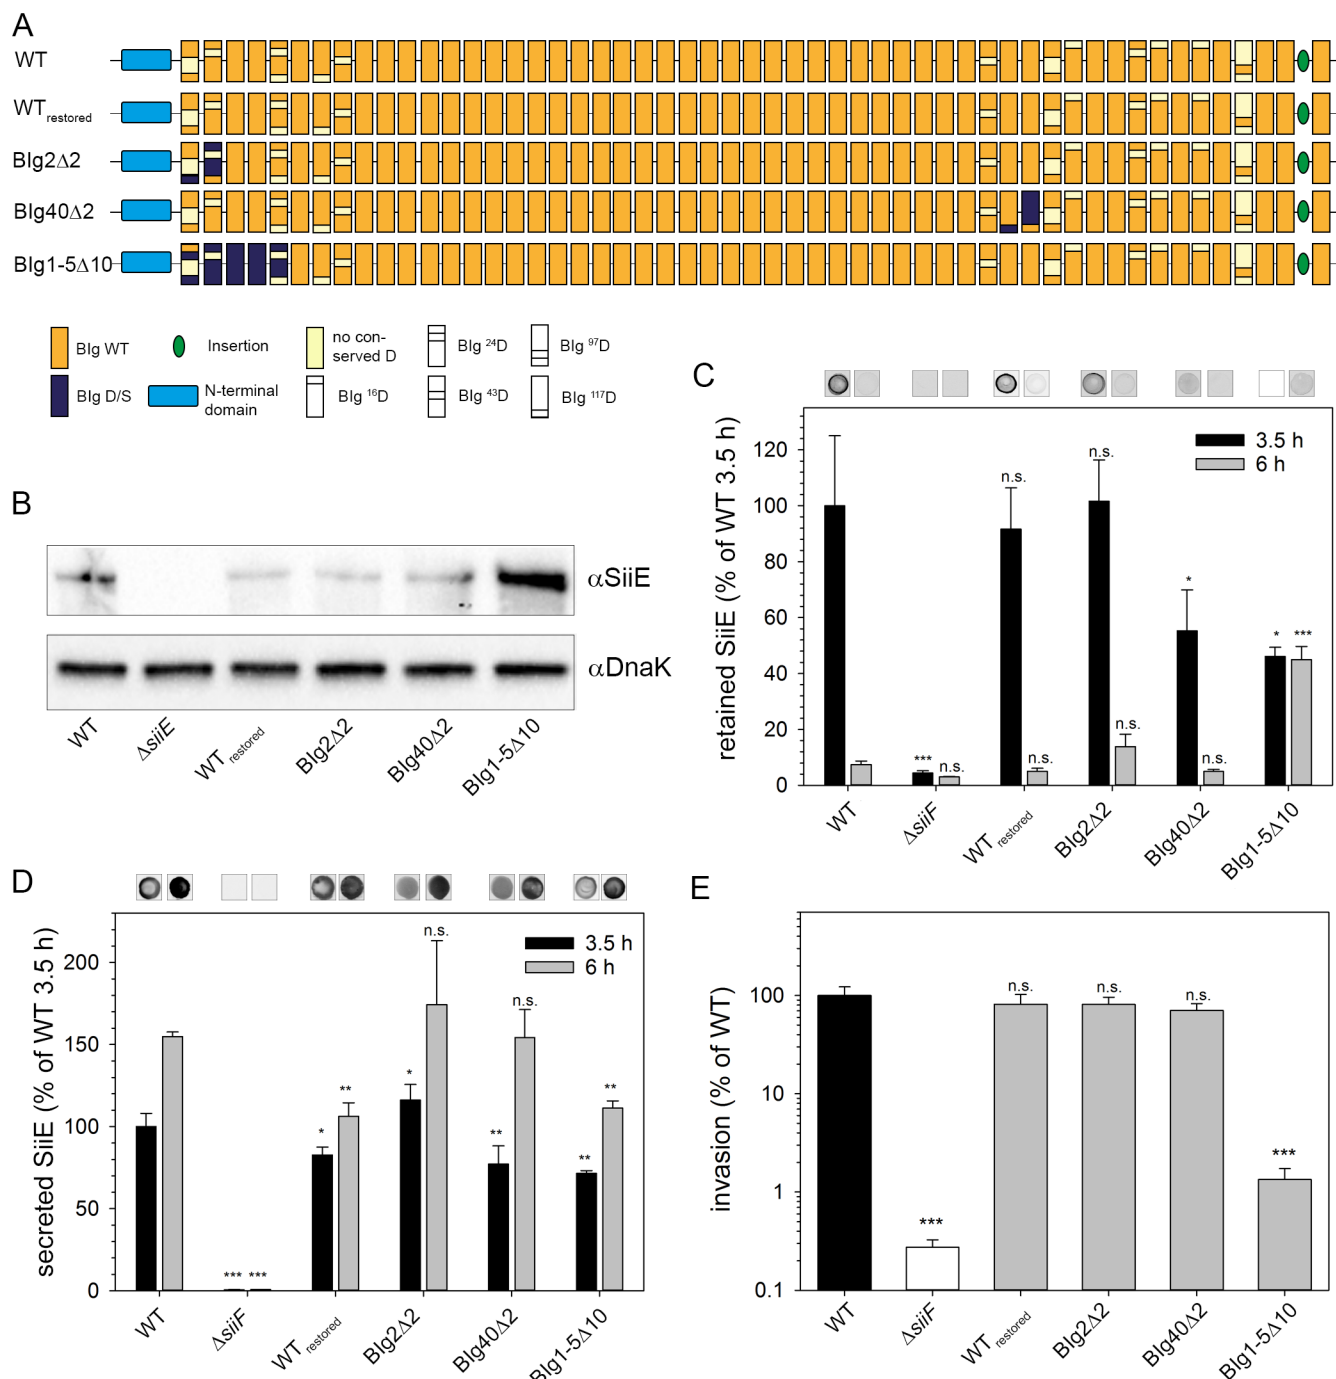 A
WT
WT restored
BIg2Δ2
BIg40Δ2
BIg1-5Δ10
BIg WT
Insertion
no con-
served D
BIg 24D
BIg 97D
BIg D/S
N-terminal
domain
BIg 16D
BIg 43D
BIg 117D
B
αSiiE
αDnaK
WT
ΔsiiE
WT restored
BIg2Δ2
BIg40Δ2
BIg1-5Δ10
C
retained SiiE (% of WT 3.5 h)
120
100
80
60
40
20
0
3.5 h
6 h
***
n.s.
n.s.
n.s.
n.s.
n.s.
*
n.s.
*
***
WT
ΔsiiF
WT restored
BIg2Δ2
BIg40Δ2
BIg1-5Δ10
D
secreted SiiE (% of WT 3.5 h)
200
150
100
50
0
3.5 h
6 h
***
***
*
**
*
n.s.
**
n.s.
**
**
WT
ΔsiiF
WT restored
BIg2Δ2
BIg40Δ2
BIg1-5Δ10
E
invasion (% of WT)
100
10
1
0.1
***
n.s.
n.s.
n.s.
***
WT
ΔsiiF
WT restored
BIg2Δ2
BIg40Δ2
BIg1-5Δ10